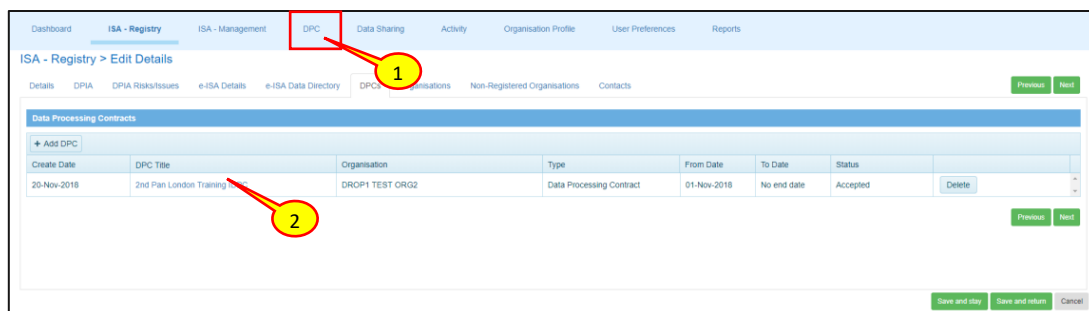 Dashboard ISA - Registry ISA - Management DPC Data Sharing Activity Organisation Profile User Preferences Reports
ISA - Registry > Edit Details
1
Details DPIA DPIA Risks/Issues e-ISA Details e-ISA Data Directory DPCs Organisations Non-Registered Organisations Contacts Previous Next
Data Processing Contracts
+ Add DPC
Create Date DPC Title Organisation Type From Date To Date Status
20-Nov-2018 2nd Pan London Training DROP1 TEST ORG2 Data Processing Contract 01-Nov-2018 No end date Accepted Delete
2
Previous Next
Save and stay Save and return Cancel